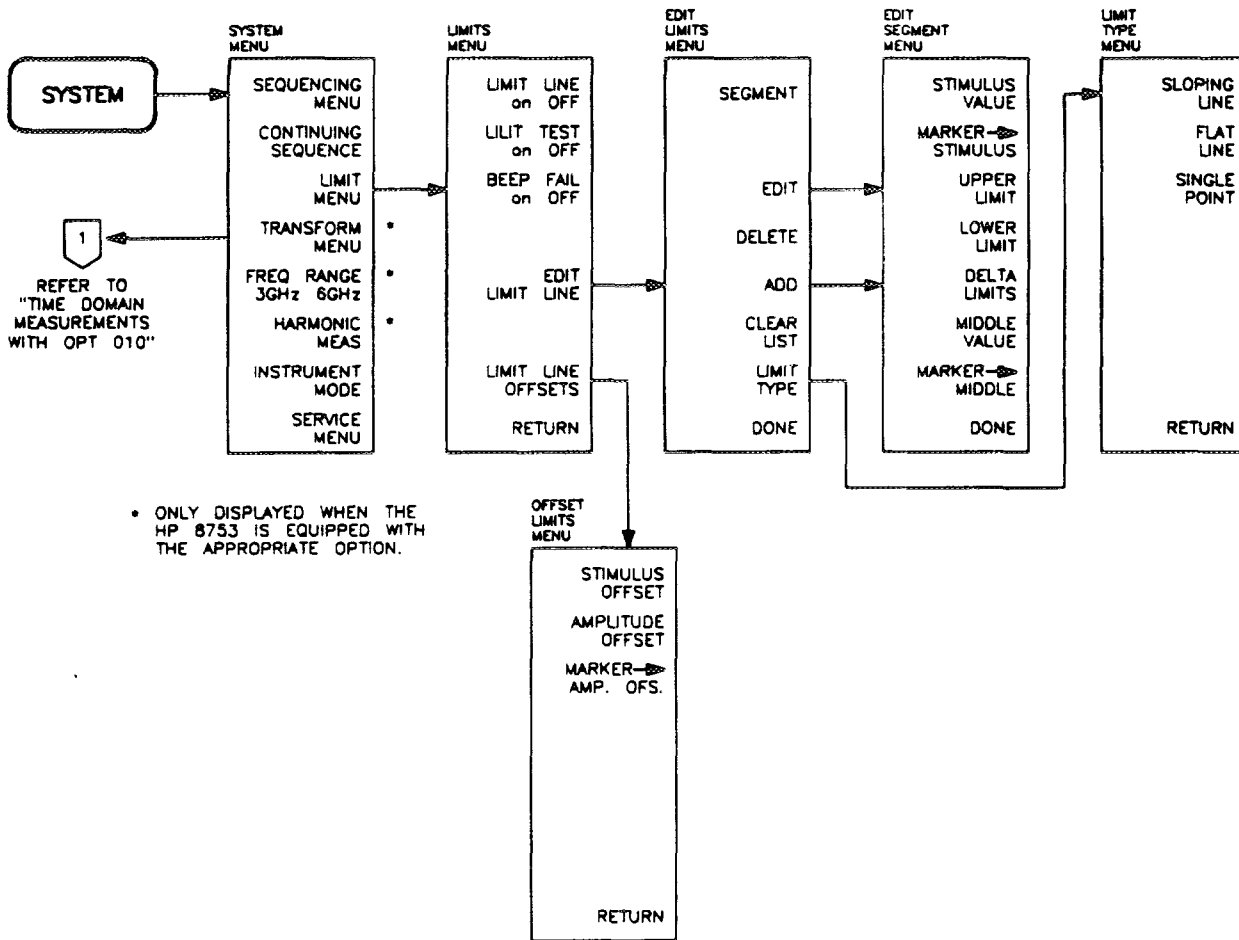 SYSTEM
SYSTEM
MENU
SEQUENCING
MENU
CONTINUING
SEQUENCE
LIMIT
MENU
TRANSFORM *
MENU
FREQ RANGE *
3GHz 6GHz
HARMONIC *
MEAS
INSTRUMENT
MODE
SERVICE
MENU
1
REFER TO
"TIME DOMAIN
MEASUREMENTS
WITH OPT 010"
LIMITS
MENU
LIMIT LINE
on OFF
LILIT TEST
on OFF
BEEP FAIL
on OFF
EDIT
LIMIT LINE
LIMIT LINE
OFFSETS
RETURN
EDIT
LIMITS
MENU
SEGMENT
EDIT
DELETE
ADD
CLEAR
LIST
LIMIT
TYPE
DONE
EDIT
SEGMENT
MENU
STIMULUS
VALUE
MARKER→
STIMULUS
UPPER
LIMIT
LOWER
LIMIT
DELTA
LIMITS
MIDDLE
VALUE
MARKER→
MIDDLE
DONE
LIMIT
TYPE
MENU
SLOPING
LINE
FLAT
LINE
SINGLE
POINT
RETURN
* ONLY DISPLAYED WHEN THE
HP 8753 IS EQUIPPED WITH
THE APPROPRIATE OPTION.
OFFSET
LIMITS
MENU
STIMULUS
OFFSET
AMPLITUDE
OFFSET
MARKER→
AMP. OFS.
RETURN